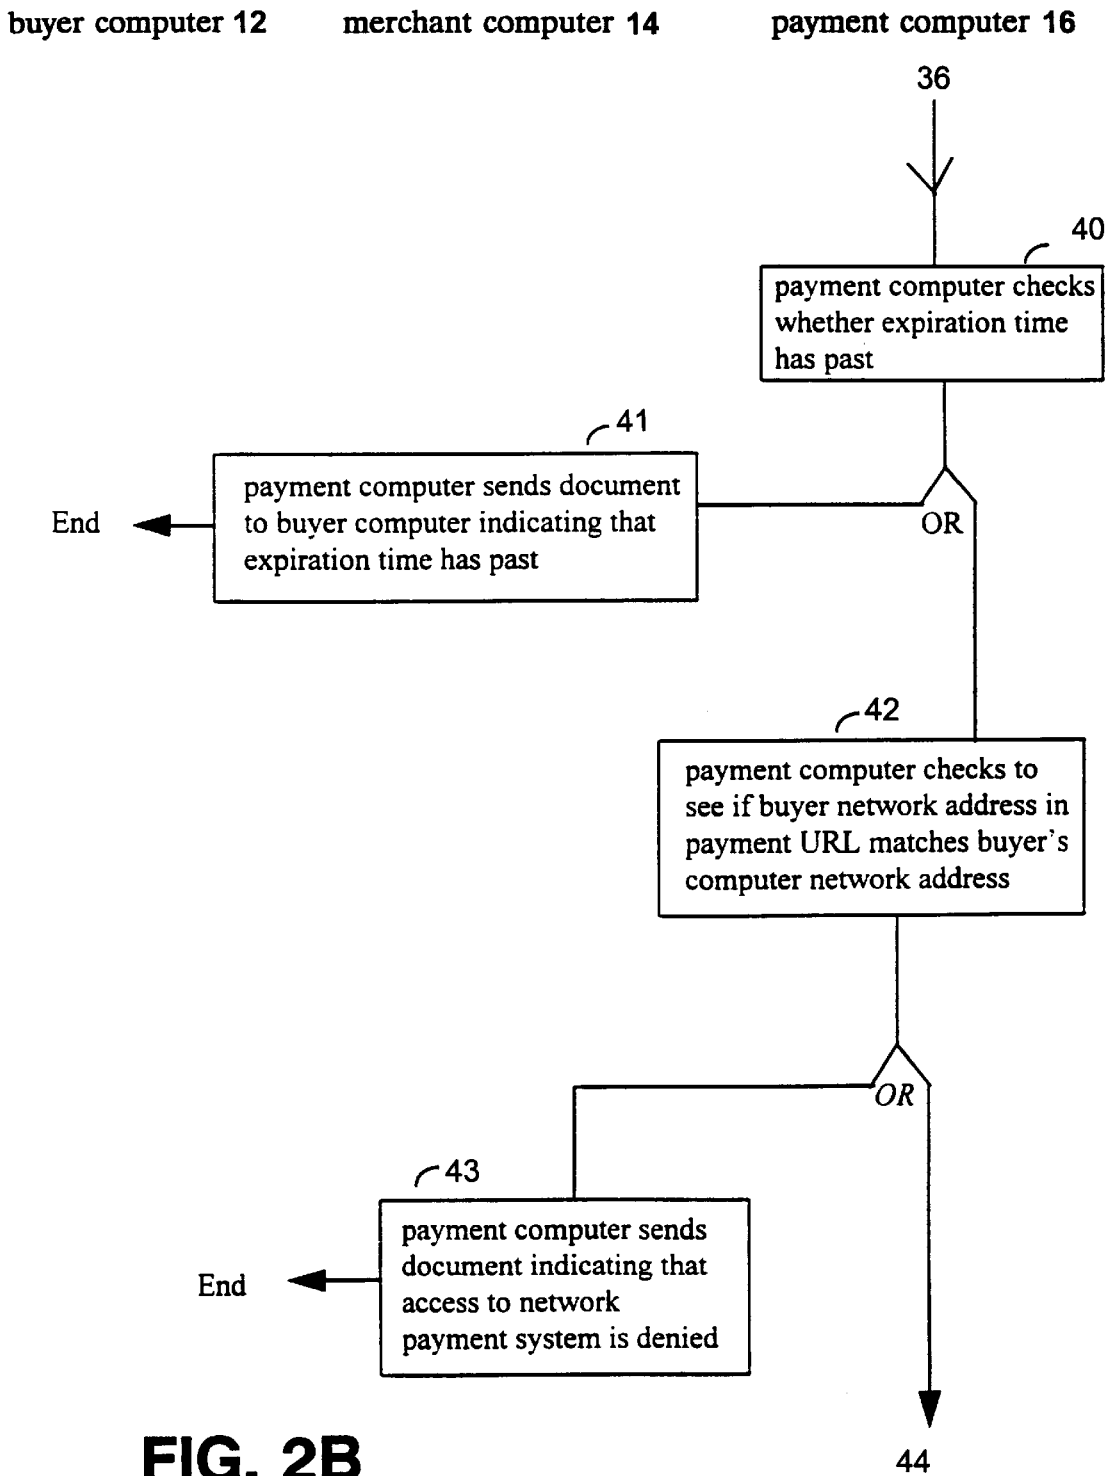 buyer computer 12 merchant computer 14 payment computer 16
36
40
payment computer checks
whether expiration time
has past
41
payment computer sends document
to buyer computer indicating that
expiration time has past
End
OR
42
payment computer checks to
see if buyer network address in
payment URL matches buyer's
computer network address
OR
43
payment computer sends
document indicating that
access to network
payment system is denied
End
FIG. 2B
44